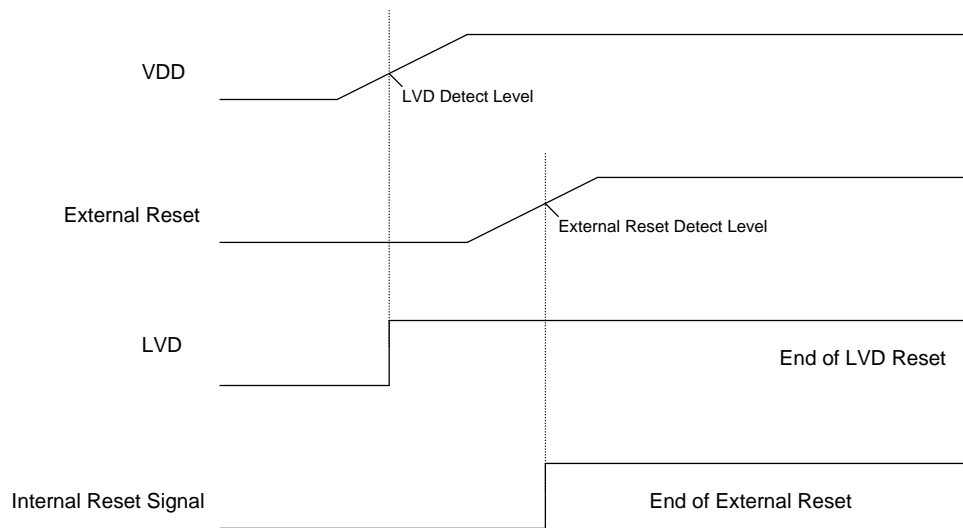 VDD
LVD Detect Level
External Reset
External Reset Detect Level
LVD
End of LVD Reset
Internal Reset Signal
End of External Reset